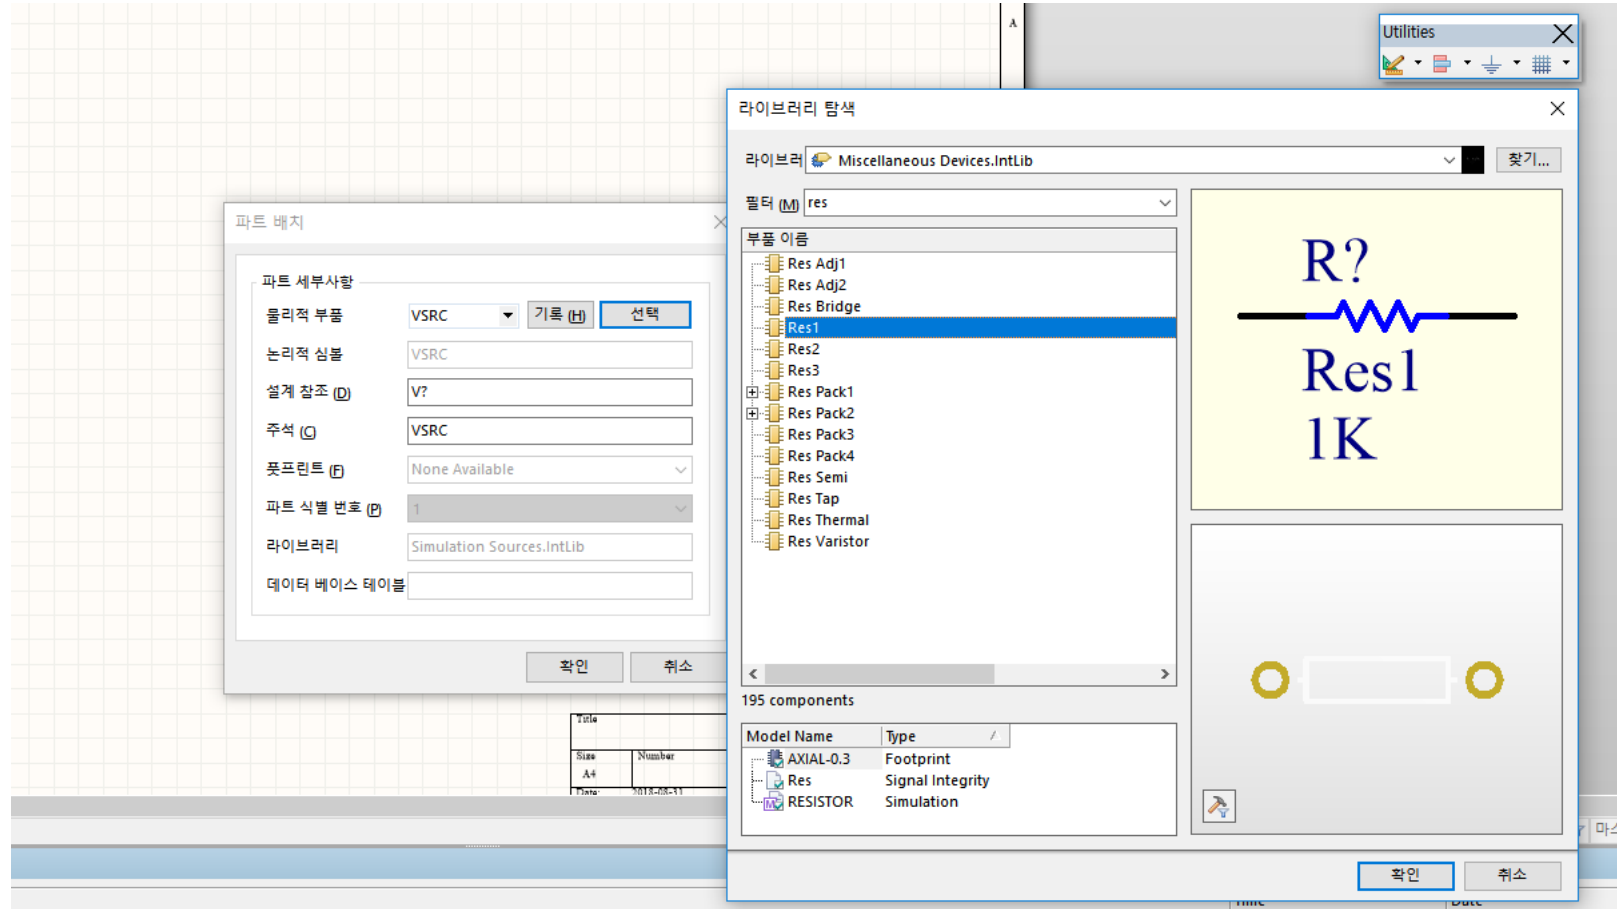 A
Utilities
라이브러리 탐색
라이브러
Miscellaneous Devices.IntLib
찾기...
필터 (M)
res
부품 이름
Res Adj1
Res Adj2
Res Bridge
Res1
Res2
Res3
Res Pack1
Res Pack2
Res Pack3
Res Pack4
Res Semi
Res Tap
Res Thermal
Res Varistor
195 components
Model Name Type
AXIAL-0.3 Footprint
Res Signal Integrity
RESISTOR Simulation
R?
Res1
1K
확인 취소
파트 배치
파트 세부사항
물리적 부품 VSRC 기록 (H) 선택
논리적 심볼 VSRC
설계 참조 (D) V?
주석 (C) VSRC
풋프린트 (F) None Available
파트 식별 번호 (P) 1
라이브러리 Simulation Sources.IntLib
데이터 베이스 테이블
확인 취소
Title
Size Number
A4
Date: 2018-08-31
Time Date